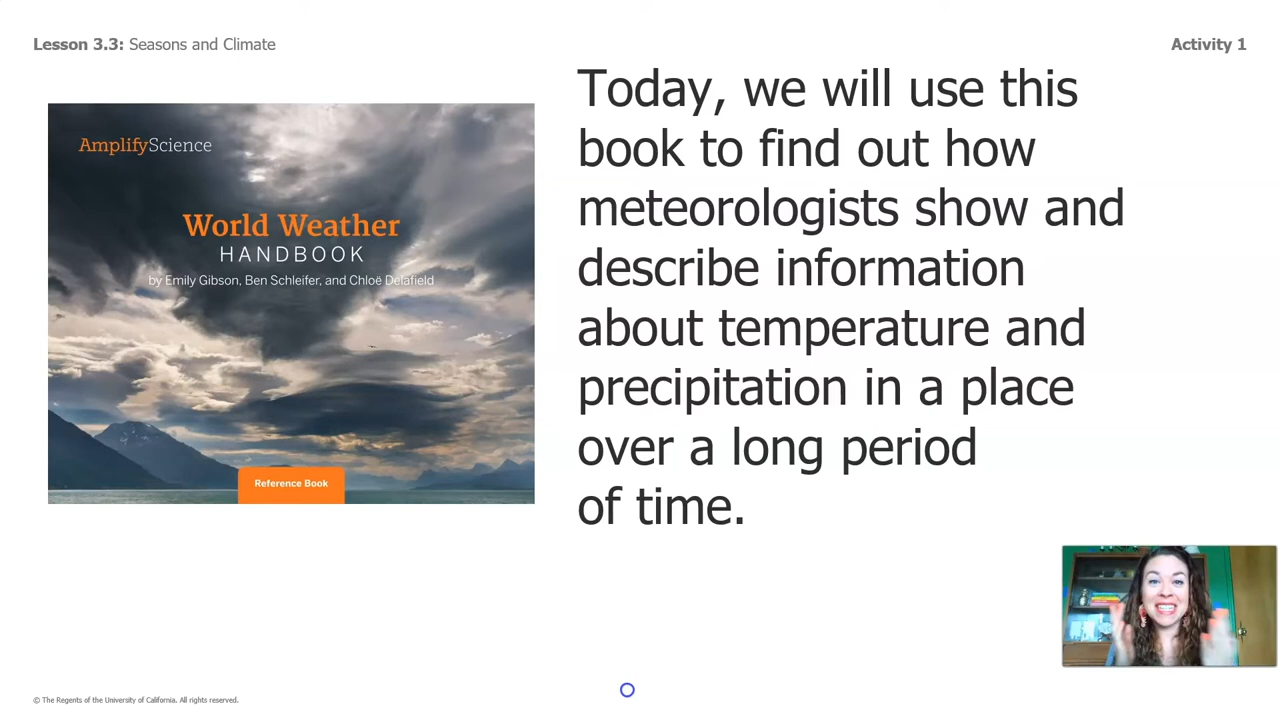 Lesson 3.3: Seasons and Climate
Activity 1
AmplifyScience
World Weather
HANDBOOK
by Emily Gibson, Ben Schleifer, and Chloë Delafield
Reference Book
Today, we will use this
book to find out how
meteorologists show and
describe information
about temperature and
precipitation in a place
over a long period
of time.
© The Regents of the University of California. All rights reserved.